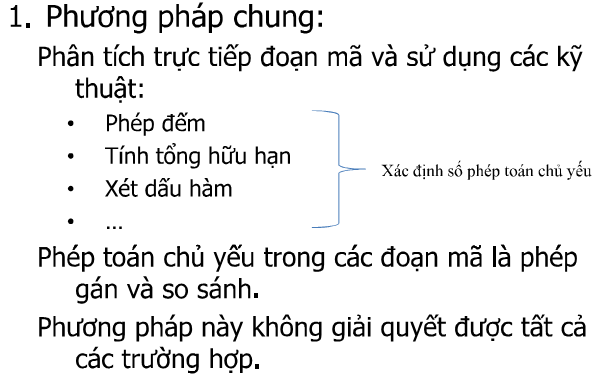 1. Phương pháp chung:
Phân tích trực tiếp đoạn mã và sử dụng các kỹ
thuật:
• Phép đếm
• Tính tổng hữu hạn
• Xét dấu hàm
• ...
Xác định số phép toán chủ yếu
Phép toán chủ yếu trong các đoạn mã là phép
gán và so sánh.
Phương pháp này không giải quyết được tất cả
các trường hợp.